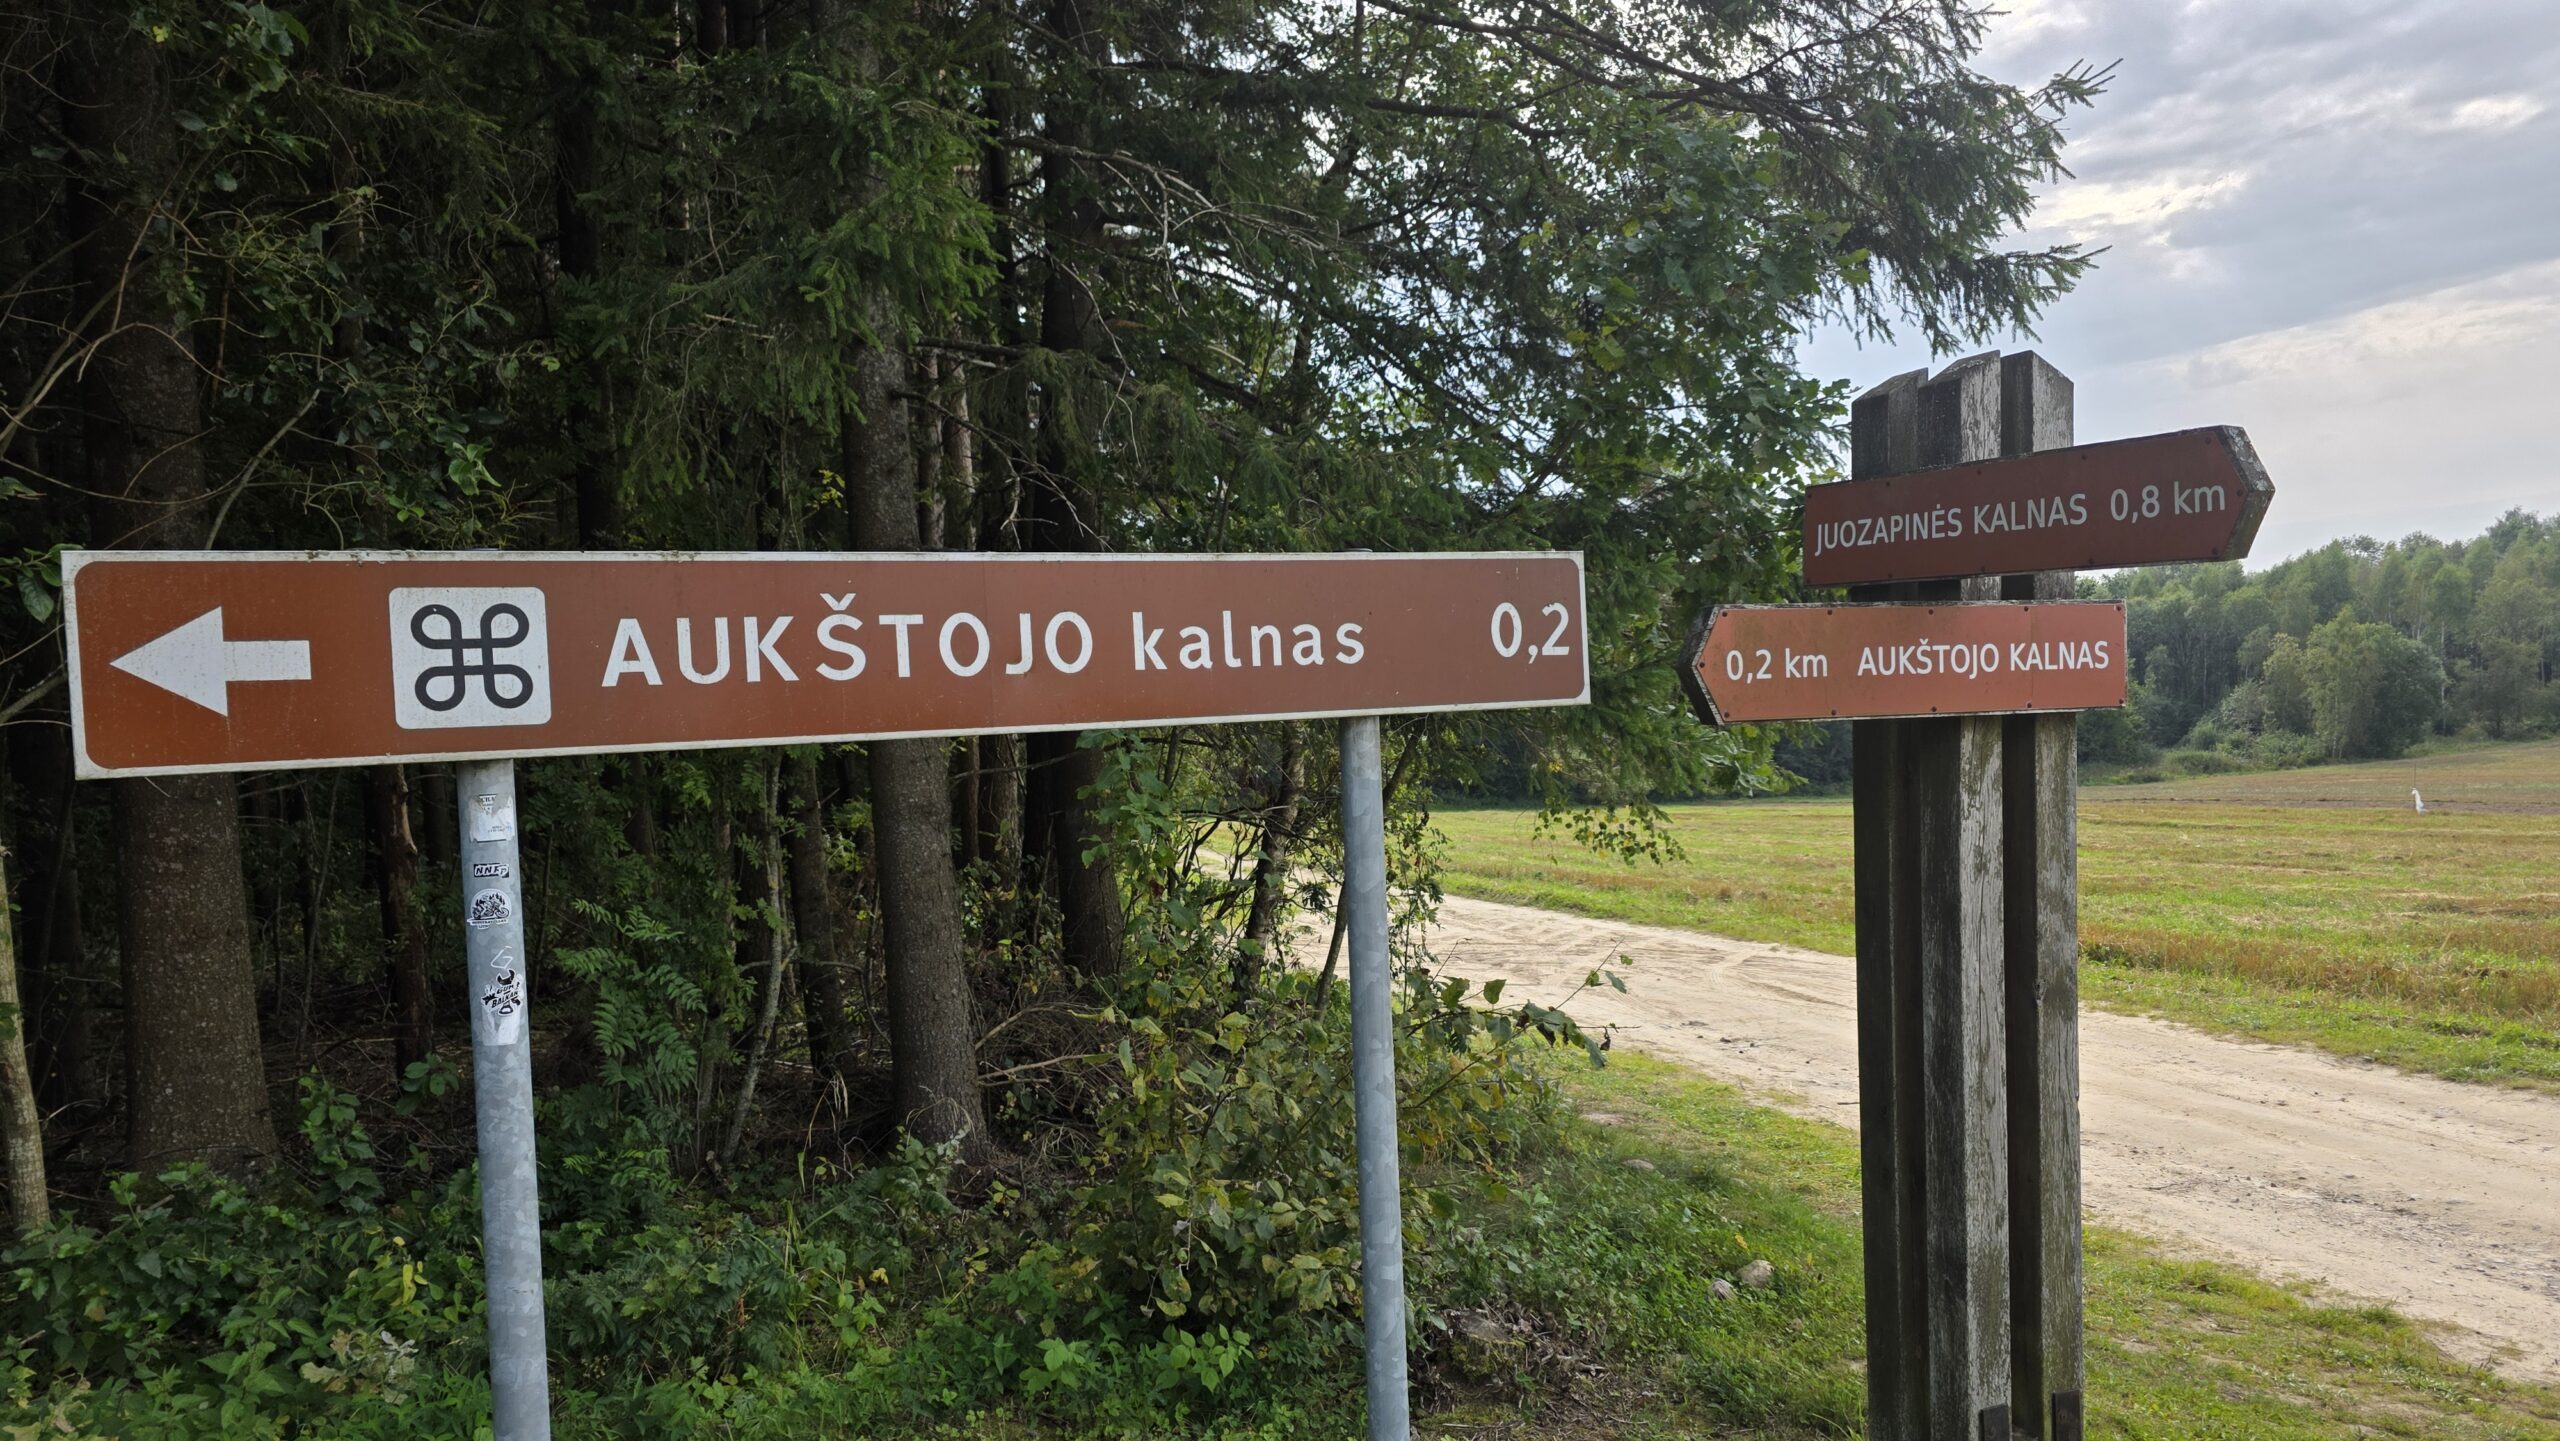 AUKŠTOJO kalnas 0,2
JUOZAPINĖS KALNAS 0,8 km
0,2 km AUKŠTOJO KALNAS